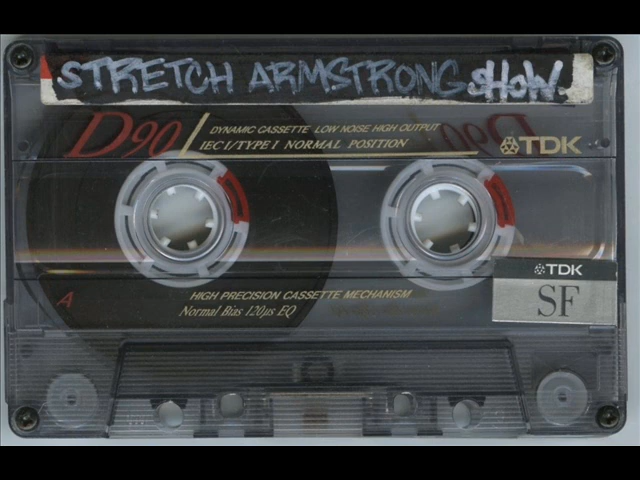 STRETCH ARMSTRONG SHOW.
D90
DYNAMIC CASSETTE LOW NOISE HIGH OUTPUT
IEC I/TYPE I NORMAL POSITION
D90
TDK
TDK
SF
A
HIGH PRECISION CASSETTE MECHANISM
Normal Bias 120μs EQ